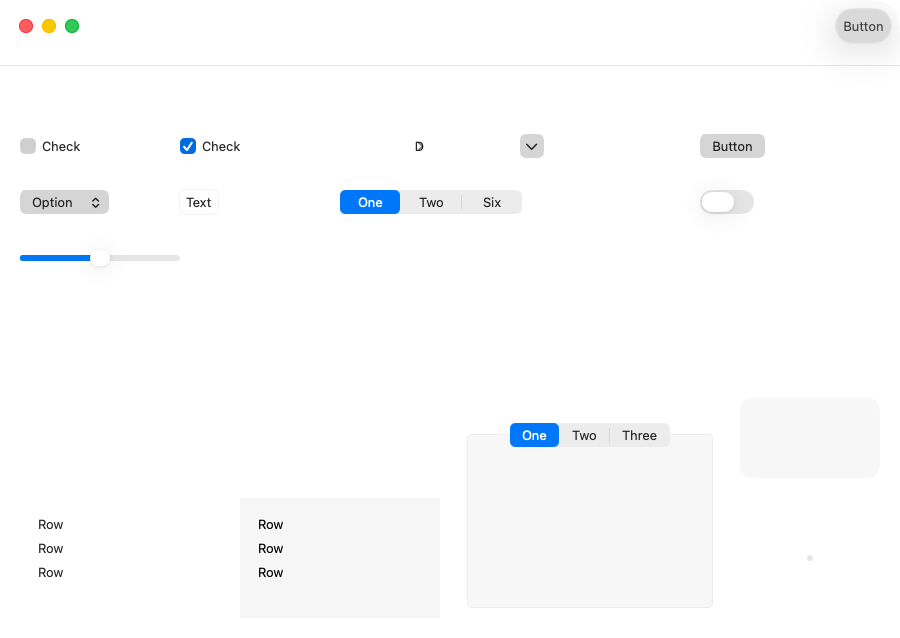 Button
Check
Check
Button
Option
Text
One Two Six
One Two Three
Row
Row
Row
Row
Row
Row